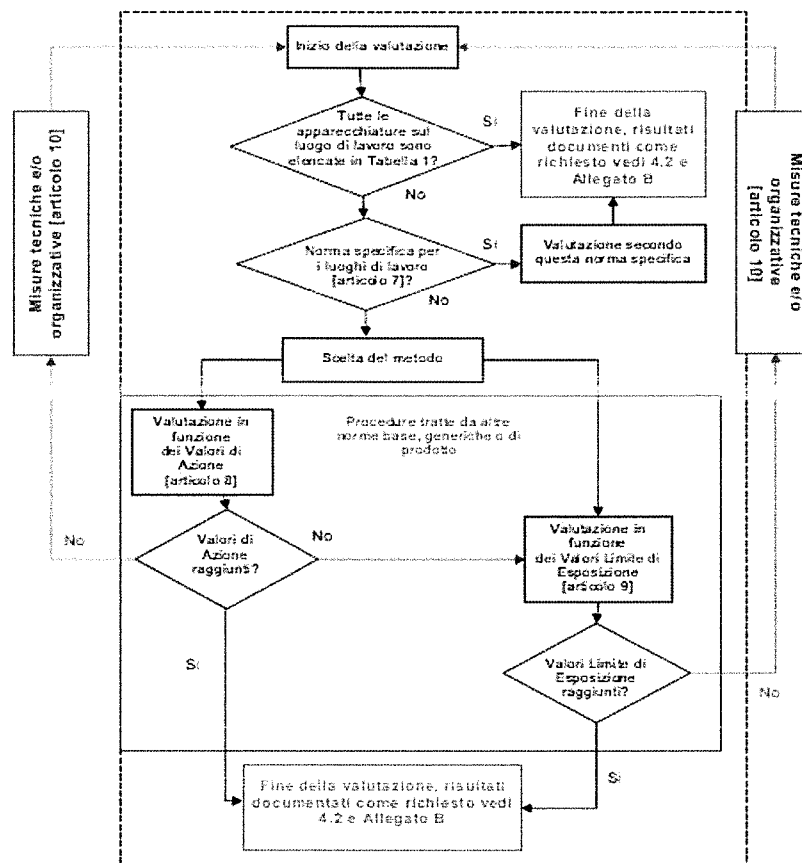 Inizio della valutazione
Tutte le
apparecchiature sul
luogo di lavoro sono
elencate in Tabella 1?
Si
No
Fine della
valutazione, risultati
documenti come
richiesto vedi 4.2 e
Allegato B
Norma specifica per
i luoghi di lavoro
[articolo 7]?
Si
No
Valutazione secondo
questa norma specifica
Misure tecniche e/o
organizzative [articolo 10]
Misure tecniche e/o
organizzative
[articolo 10]
Scelta del metodo
Valutazione in
funzione
dei Valori di
Azione
[articolo 8]
Procedure tratte da altre
norme base, generiche o di
prodotto
Valori di
Azione
raggiunti?
No
No
Si
Valutazione in
funzione
dei Valori Limite di
Esposizione
[articolo 9]
Valori Limite di
Esposizione
raggiunti?
No
Si
Fine della valutazione, risultati
documentati come richiesto vedi
4.2 e Allegato B